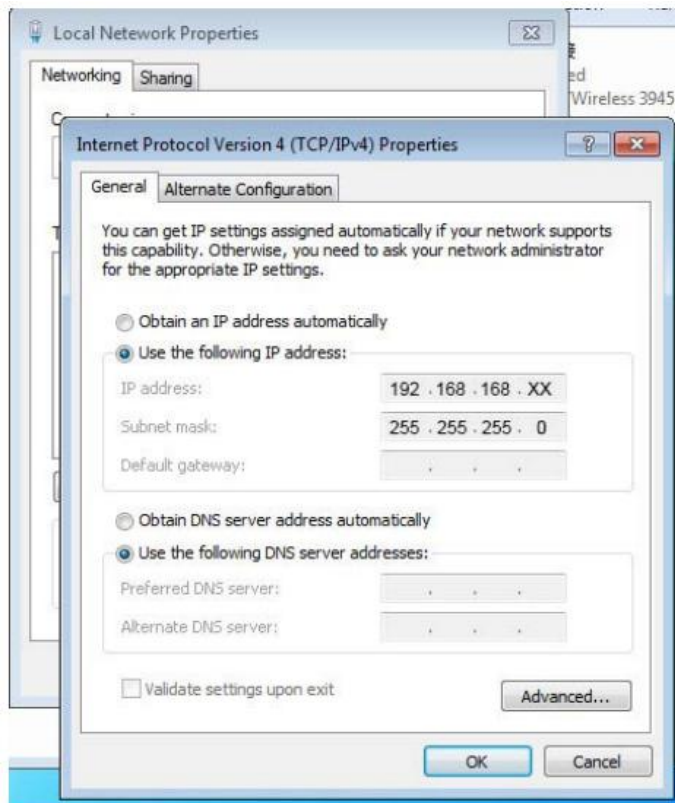 Local Netework Properties
Networking
Sharing
ed
Wireless 3945
Internet Protocol Version 4 (TCP/IPv4) Properties
General
Alternate Configuration
You can get IP settings assigned automatically if your network supports
this capability. Otherwise, you need to ask your network administrator
for the appropriate IP settings.
Obtain an IP address automatically
Use the following IP address:
IP address: 192 . 168 . 168 . XX
Subnet mask: 255 . 255 . 255 . 0
Default gateway: . . .
Obtain DNS server address automatically
Use the following DNS server addresses:
Preferred DNS server: . . .
Alternate DNS server: . . .
Validate settings upon exit
Advanced...
OK
Cancel